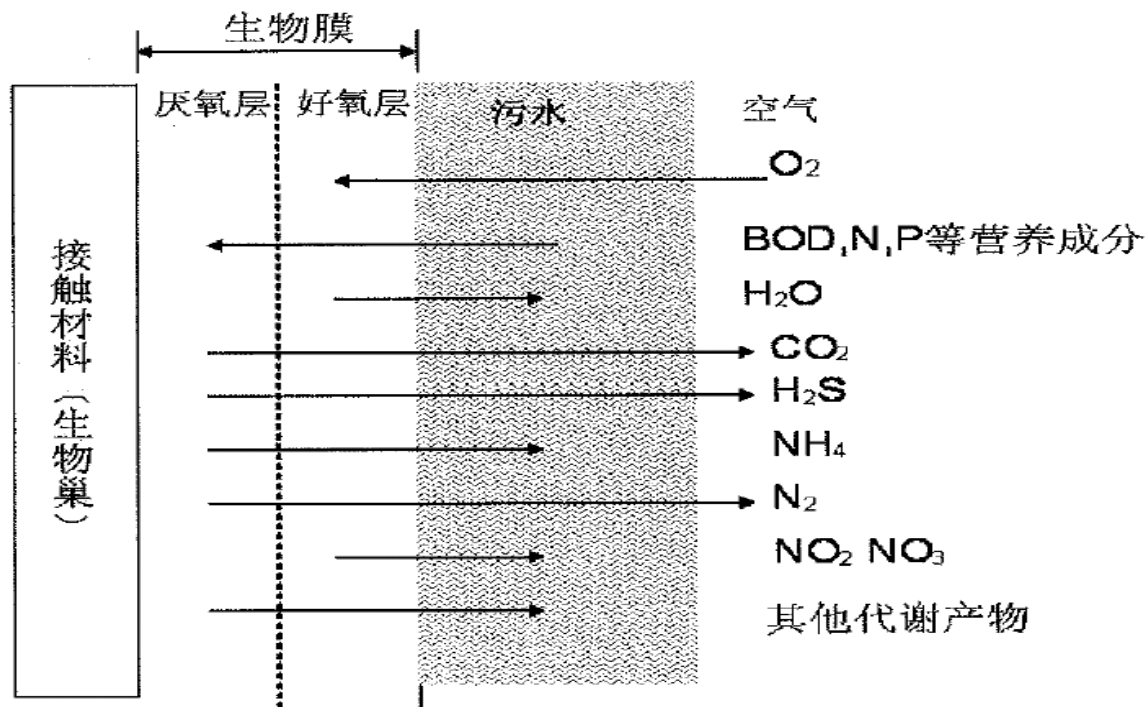 生物膜
厌氧层 好氧层 污水 空气
O₂
BOD,N,P等营养成分
H₂O
CO₂
H₂S
NH₄
N₂
NO₂ NO₃
其他代谢产物
接触材料（生物巢）